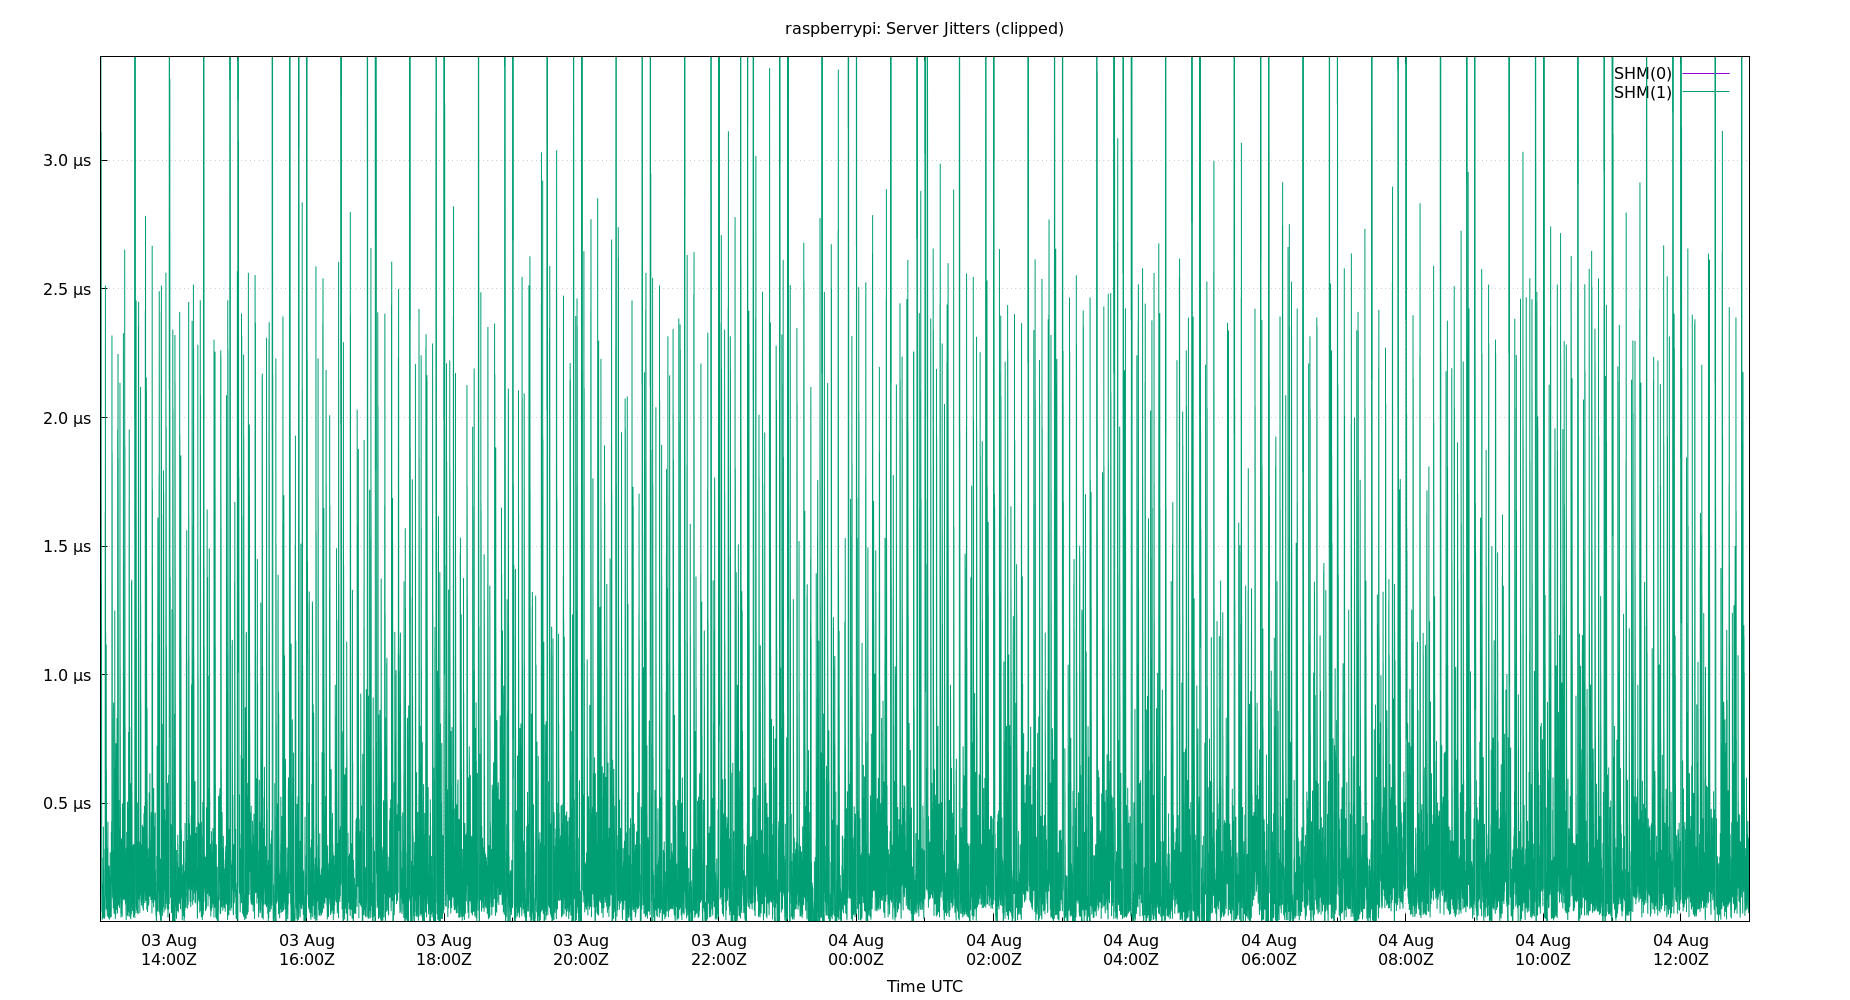 raspberrypi: Server Jitters (clipped)
SHM(0)
SHM(1)
3.0 µs
2.5 µs
2.0 µs
1.5 µs
1.0 µs
0.5 µs
03 Aug 03 Aug 03 Aug 03 Aug 03 Aug 04 Aug 04 Aug 04 Aug 04 Aug 04 Aug 04 Aug 04 Aug
14:00Z 16:00Z 18:00Z 20:00Z 22:00Z 00:00Z 02:00Z 04:00Z 06:00Z 08:00Z 10:00Z 12:00Z
Time UTC